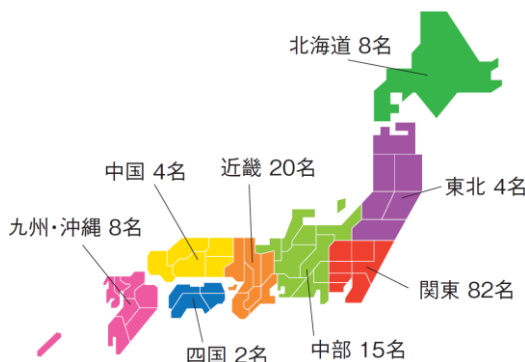 北海道 8名
東北 4名
近畿 20名
中国 4名
九州・沖縄 8名
関東 82名
中部 15名
四国 2名